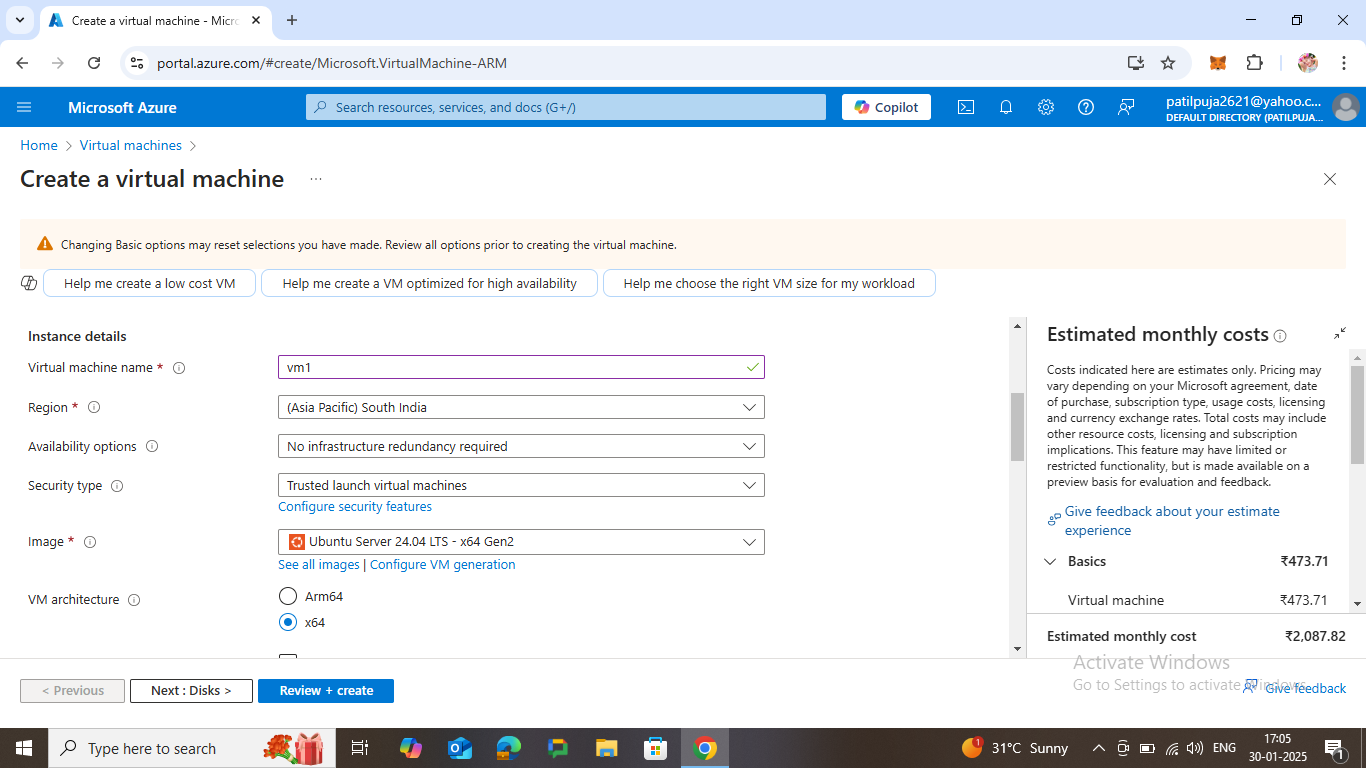 Create a virtual machine - Micro
portal.azure.com/#create/Microsoft.VirtualMachine-ARM
Microsoft Azure
Search resources, services, and docs (G+/)
Copilot
patilpuja2621@yahoo.c...
DEFAULT DIRECTORY (PATILPUJA...
Home > Virtual machines >
Create a virtual machine ...
Changing Basic options may reset selections you have made. Review all options prior to creating the virtual machine.
Help me create a low cost VM
Help me create a VM optimized for high availability
Help me choose the right VM size for my workload
Instance details
Virtual machine name *
vm1
Region *
(Asia Pacific) South India
Availability options
No infrastructure redundancy required
Security type
Trusted launch virtual machines
Configure security features
Image *
Ubuntu Server 24.04 LTS - x64 Gen2
See all images | Configure VM generation
VM architecture
Arm64
x64
Estimated monthly costs
Costs indicated here are estimates only. Pricing may
vary depending on your Microsoft agreement, date
of purchase, subscription type, usage costs, licensing
and currency exchange rates. Total costs may include
other resource costs, licensing and subscription
implications. This feature may have limited or
restricted functionality, but is made available on a
preview basis for evaluation and feedback.
Give feedback about your estimate
experience
Basics ₹473.71
Virtual machine ₹473.71
Estimated monthly cost ₹2,087.82
Activate Windows
Go to Settings to activate Windows.
< Previous
Next : Disks >
Review + create
Give feedback
Type here to search
1
31°C Sunny
ENG
17:05
30-01-2025
1